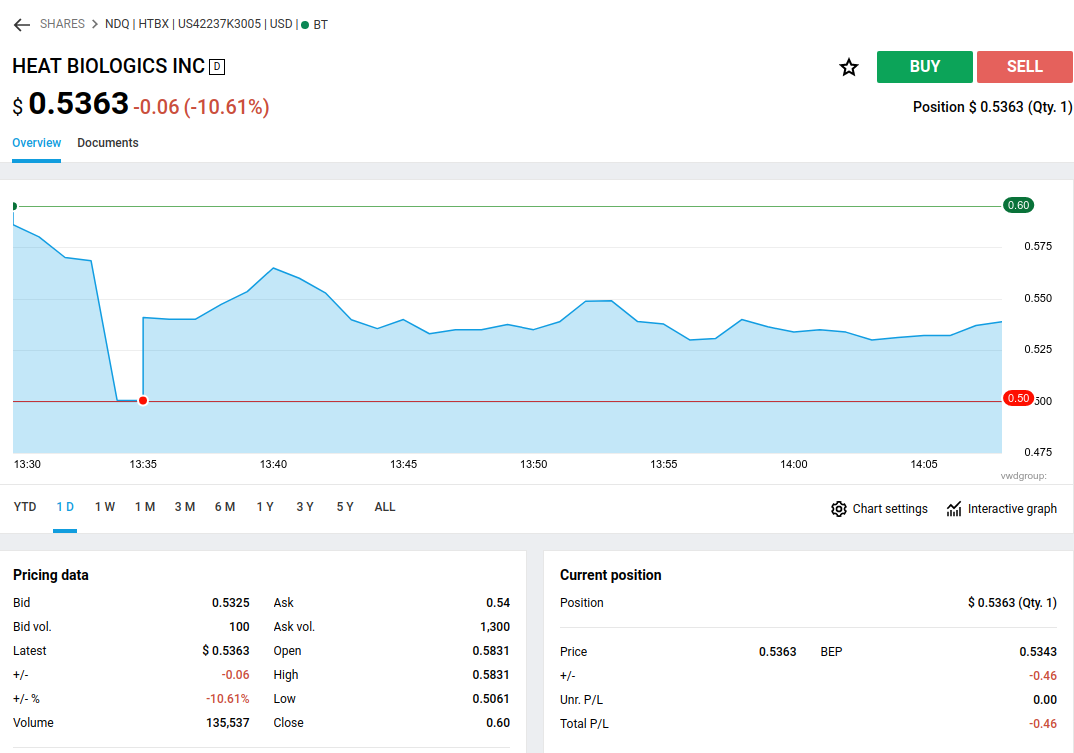 SHARES > NDQ | HTBX | US42237K3005 | USD | BT
HEAT BIOLOGICS INC D
BUY SELL
$ 0.5363 -0.06 (-10.61%)
Position $ 0.5363 (Qty. 1)
Overview Documents
0.60
0.575
0.550
0.525
0.50 500
0.475
13:30 13:35 13:40 13:45 13:50 13:55 14:00 14:05
vwdgroup:
YTD 1 D 1 W 1 M 3 M 6 M 1 Y 3 Y 5 Y ALL Chart settings Interactive graph
Pricing data
Bid 0.5325 Ask 0.54
Bid vol. 100 Ask vol. 1,300
Latest $ 0.5363 Open 0.5831
+/- -0.06 High 0.5831
+/- % -10.61% Low 0.5061
Volume 135,537 Close 0.60
Current position
Position $ 0.5363 (Qty. 1)
Price 0.5363 BEP 0.5343
+/- -0.46
Unr. P/L 0.00
Total P/L -0.46